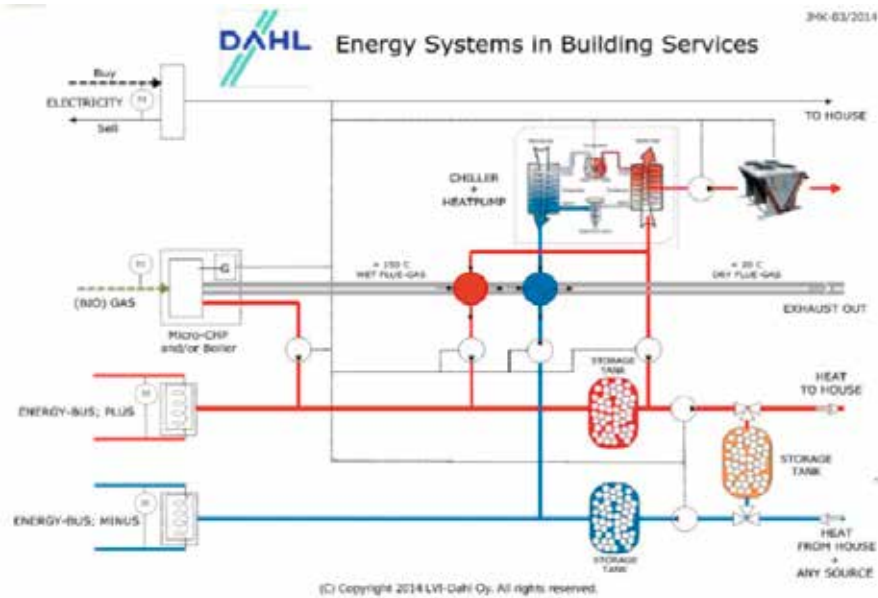 JMK-03/2014
DAHL
Energy Systems in Building Services
Buy
ELECTRICITY
Sell
TO HOUSE
CHILLER
+
HEATPUMP
G
≈ 150 C
WET FLUE-GAS
≈ 20 C
DRY FLUE-GAS
(BIO) GAS
EXHAUST OUT
Micro-CHP
and/or Boiler
STORAGE
TANK
HEAT
TO HOUSE
ENERGY-BUS; PLUS
STORAGE
TANK
ENERGY-BUS; MINUS
STORAGE
TANK
HEAT
FROM HOUSE
+
ANY SOURCE
(C) Copyright 2014 LVI-Dahl Oy. All rights reserved.